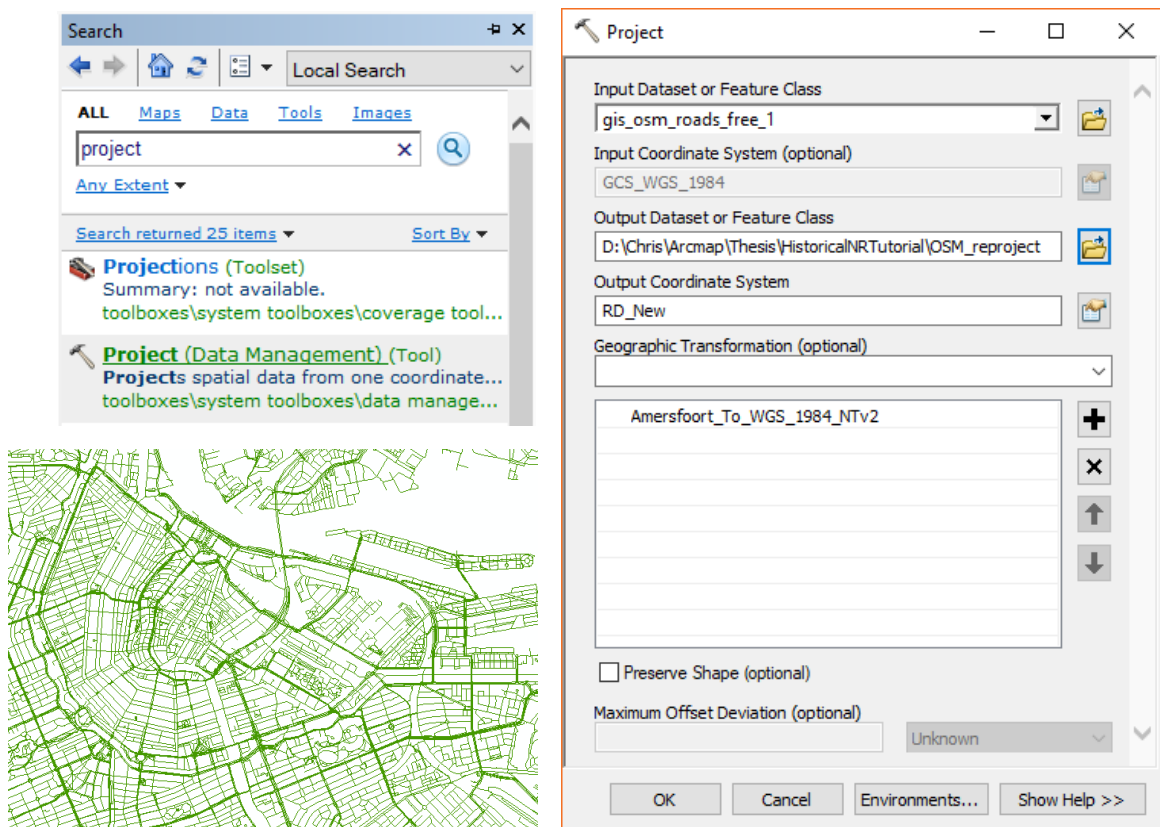 Search
Local Search
ALL Maps Data Tools Images
project
Any Extent
Search returned 25 items Sort By
Projections (Toolset)
Summary: not available.
toolboxes\system toolboxes\coverage tool...
Project (Data Management) (Tool)
Projects spatial data from one coordinate...
toolboxes\system toolboxes\data manage...
Project
Input Dataset or Feature Class
gis_osm_roads_free_1
Input Coordinate System (optional)
GCS_WGS_1984
Output Dataset or Feature Class
D:\Chris\Arcmap\Thesis\HistoricalNRTutorial\OSM_reproject
Output Coordinate System
RD_New
Geographic Transformation (optional)
Amersfoort_To_WGS_1984_NTv2
Preserve Shape (optional)
Maximum Offset Deviation (optional)
Unknown
OK Cancel Environments... Show Help >>